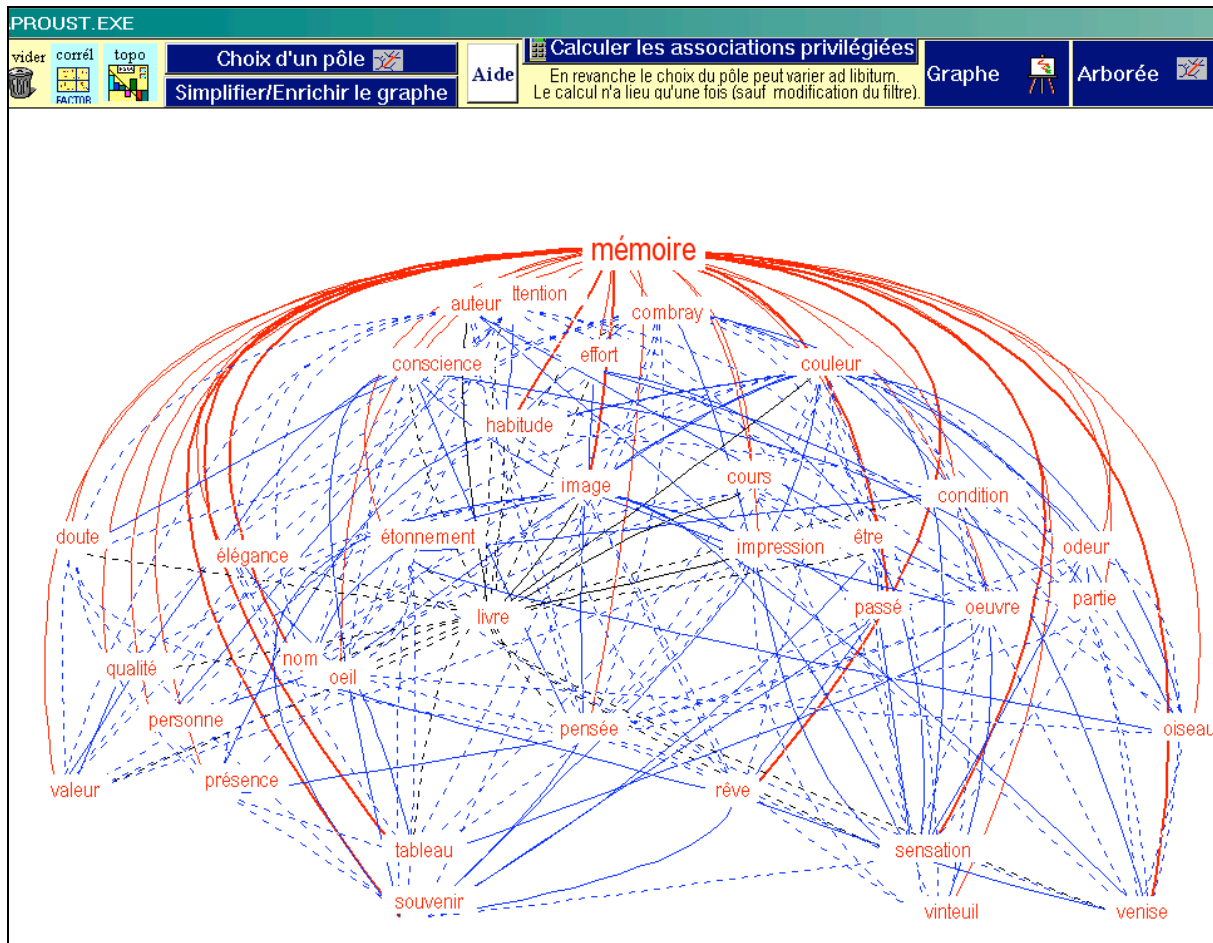 .PROUST.EXE
vider
corrél
FACTOR
topo
Choix d'un pôle
Simplifier/Enrichir le graphe
Aide
Calculer les associations privilégiées
En revanche le choix du pôle peut varier ad libitum.
Le calcul n'a lieu qu'une fois (sauf modification du filtre).
Graphe
Arborée
mémoire
auteur
ttention
combray
conscience
effort
couleur
habitude
image
cours
condition
doute
élégance
étonnement
impression
être
odeur
livre
passé
oeuvre
partie
qualité
nom
oeil
personne
pensée
oiseau
valeur
présence
rêve
tableau
sensation
souvenir
vinteuil
venise